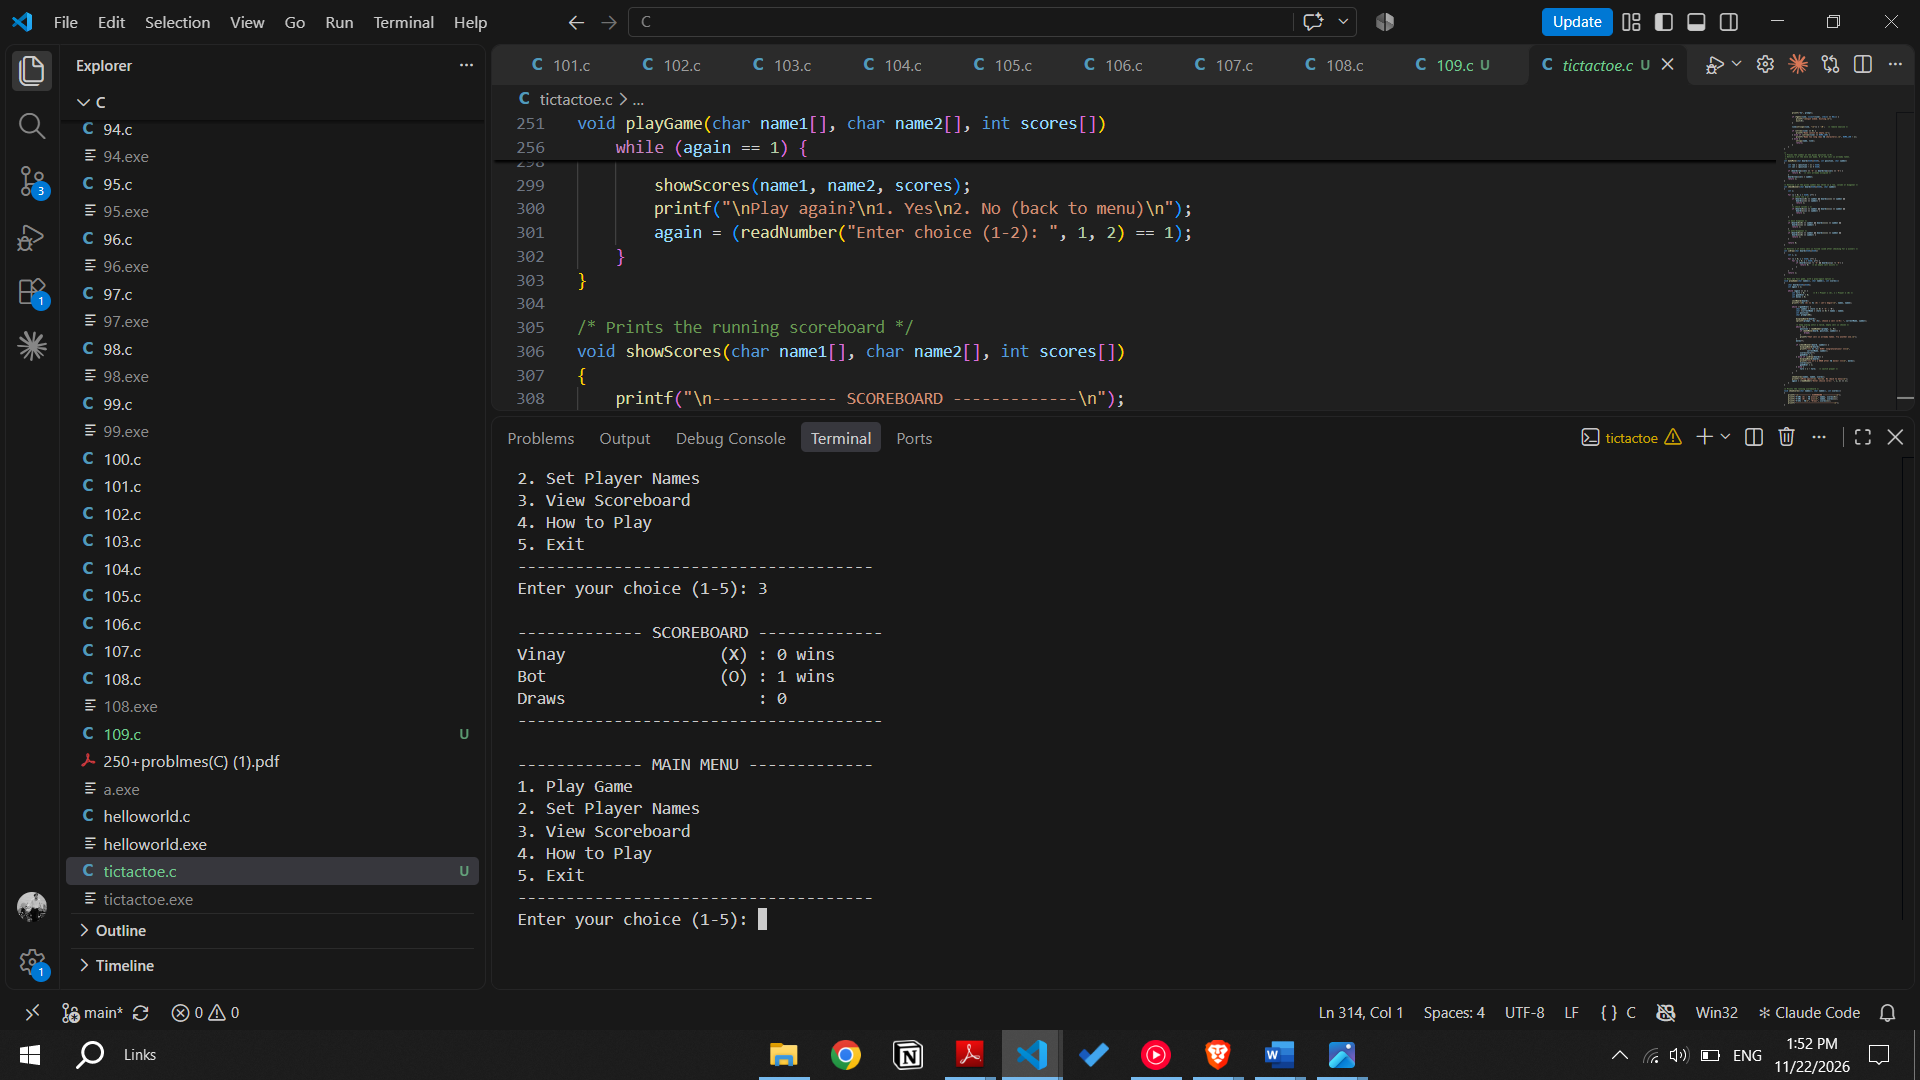 File Edit Selection View Go Run Terminal Help
C
Update
Explorer
C
94.c
94.exe
95.c
95.exe
96.c
96.exe
97.c
97.exe
98.c
98.exe
99.c
99.exe
100.c
101.c
102.c
103.c
104.c
105.c
106.c
107.c
108.c
108.exe
109.c U
250+problmes(C) (1).pdf
a.exe
helloworld.c
helloworld.exe
tictactoe.c U
tictactoe.exe
Outline
Timeline
3
1
1
C 101.c C 102.c C 103.c C 104.c C 105.c C 106.c C 107.c C 108.c C 109.c U C tictactoe.c U
C tictactoe.c > ...
251 void playGame(char name1[], char name2[], int scores[])
256 while (again == 1) {
298
299 showScores(name1, name2, scores);
300 printf("\nPlay again?\n1. Yes\n2. No (back to menu)\n");
301 again = (readNumber("Enter choice (1-2): ", 1, 2) == 1);
302 }
303 }
304
305 /* Prints the running scoreboard */
306 void showScores(char name1[], char name2[], int scores[])
307 {
308 printf("\n------------- SCOREBOARD -------------\n");
Problems Output Debug Console Terminal Ports
tictactoe
2. Set Player Names
3. View Scoreboard
4. How to Play
5. Exit
-------------------------------------
Enter your choice (1-5): 3
------------- SCOREBOARD -------------
Vinay (X) : 0 wins
Bot (O) : 1 wins
Draws : 0
--------------------------------------
------------- MAIN MENU -------------
1. Play Game
2. Set Player Names
3. View Scoreboard
4. How to Play
5. Exit
-------------------------------------
Enter your choice (1-5):
main* 0 0
Ln 314, Col 1 Spaces: 4 UTF-8 LF {} C Win32 Claude Code
Links
ENG
1:52 PM
11/22/2026